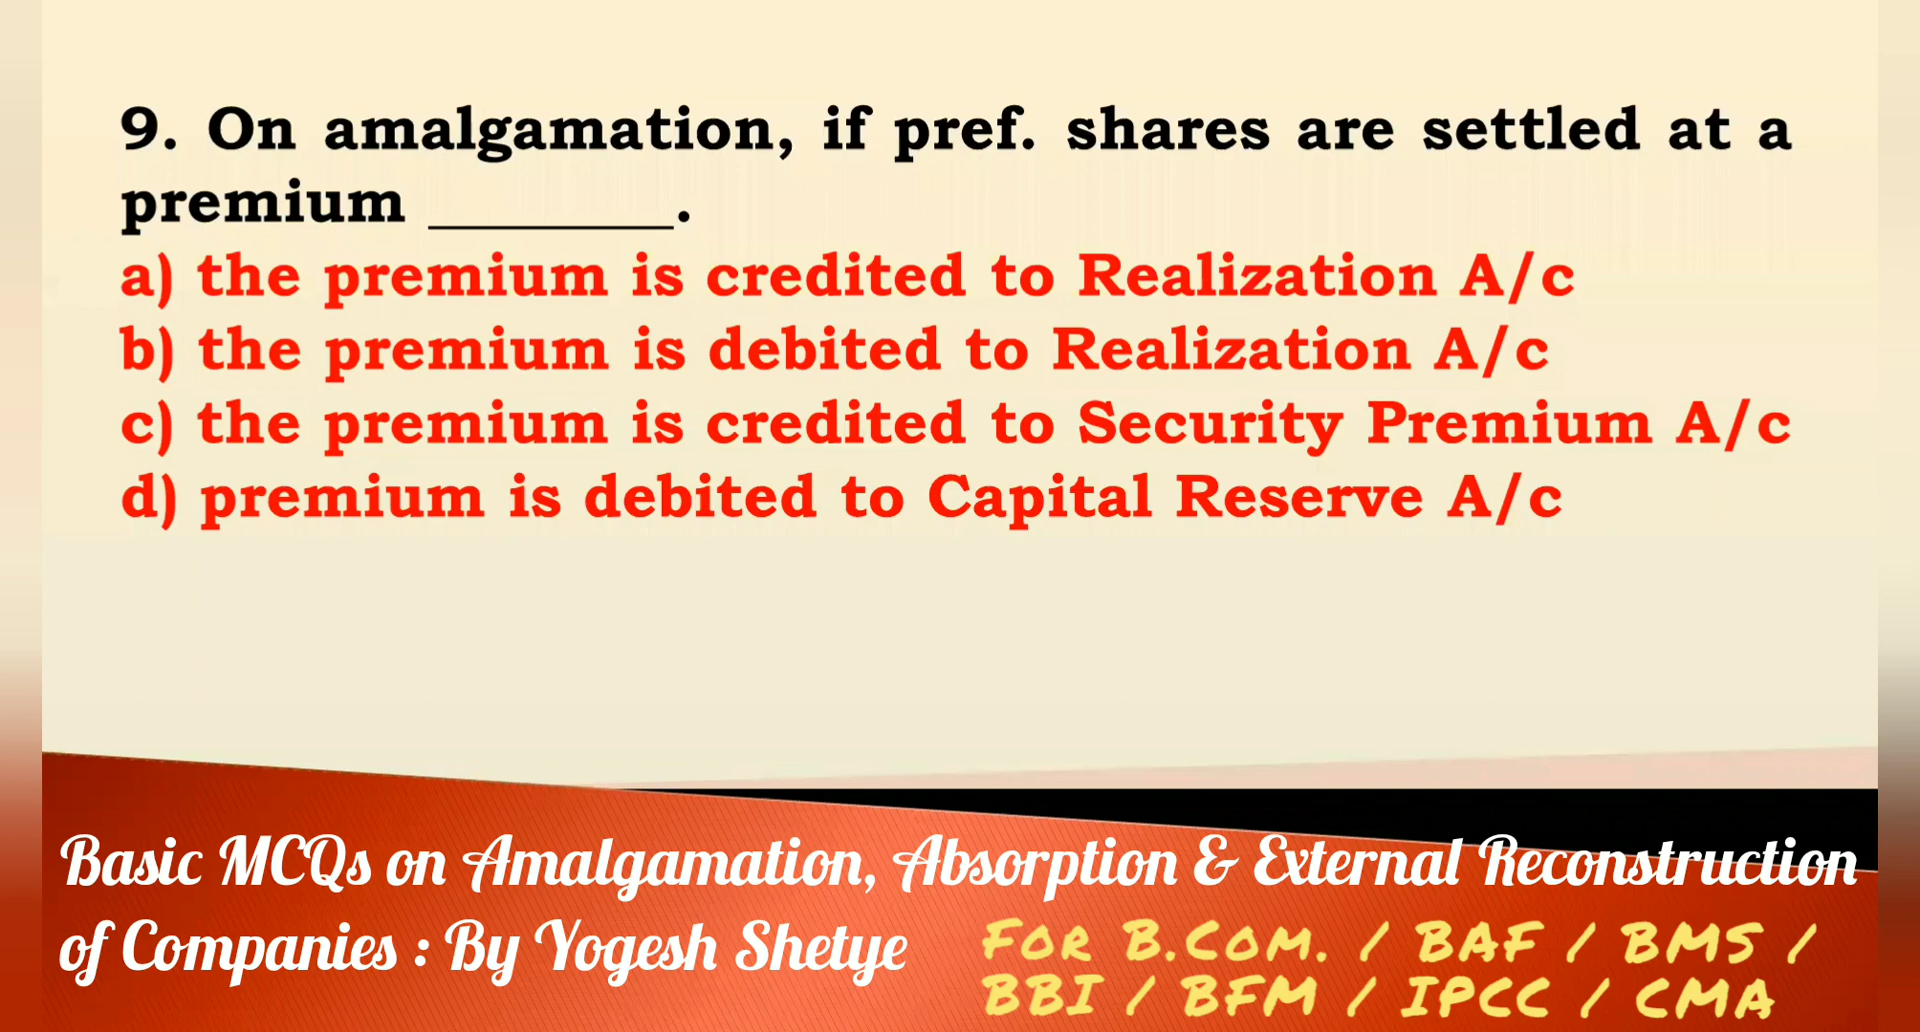 9. On amalgamation, if pref. shares are settled at a
premium ________.
a) the premium is credited to Realization A/c
b) the premium is debited to Realization A/c
c) the premium is credited to Security Premium A/c
d) premium is debited to Capital Reserve A/c
Basic MCQs on Amalgamation, Absorption & External Reconstruction
of Companies : By Yogesh Shetye
FOR B.COM. / BAF / BMS /
BBI / BFM / IPCC / CMA